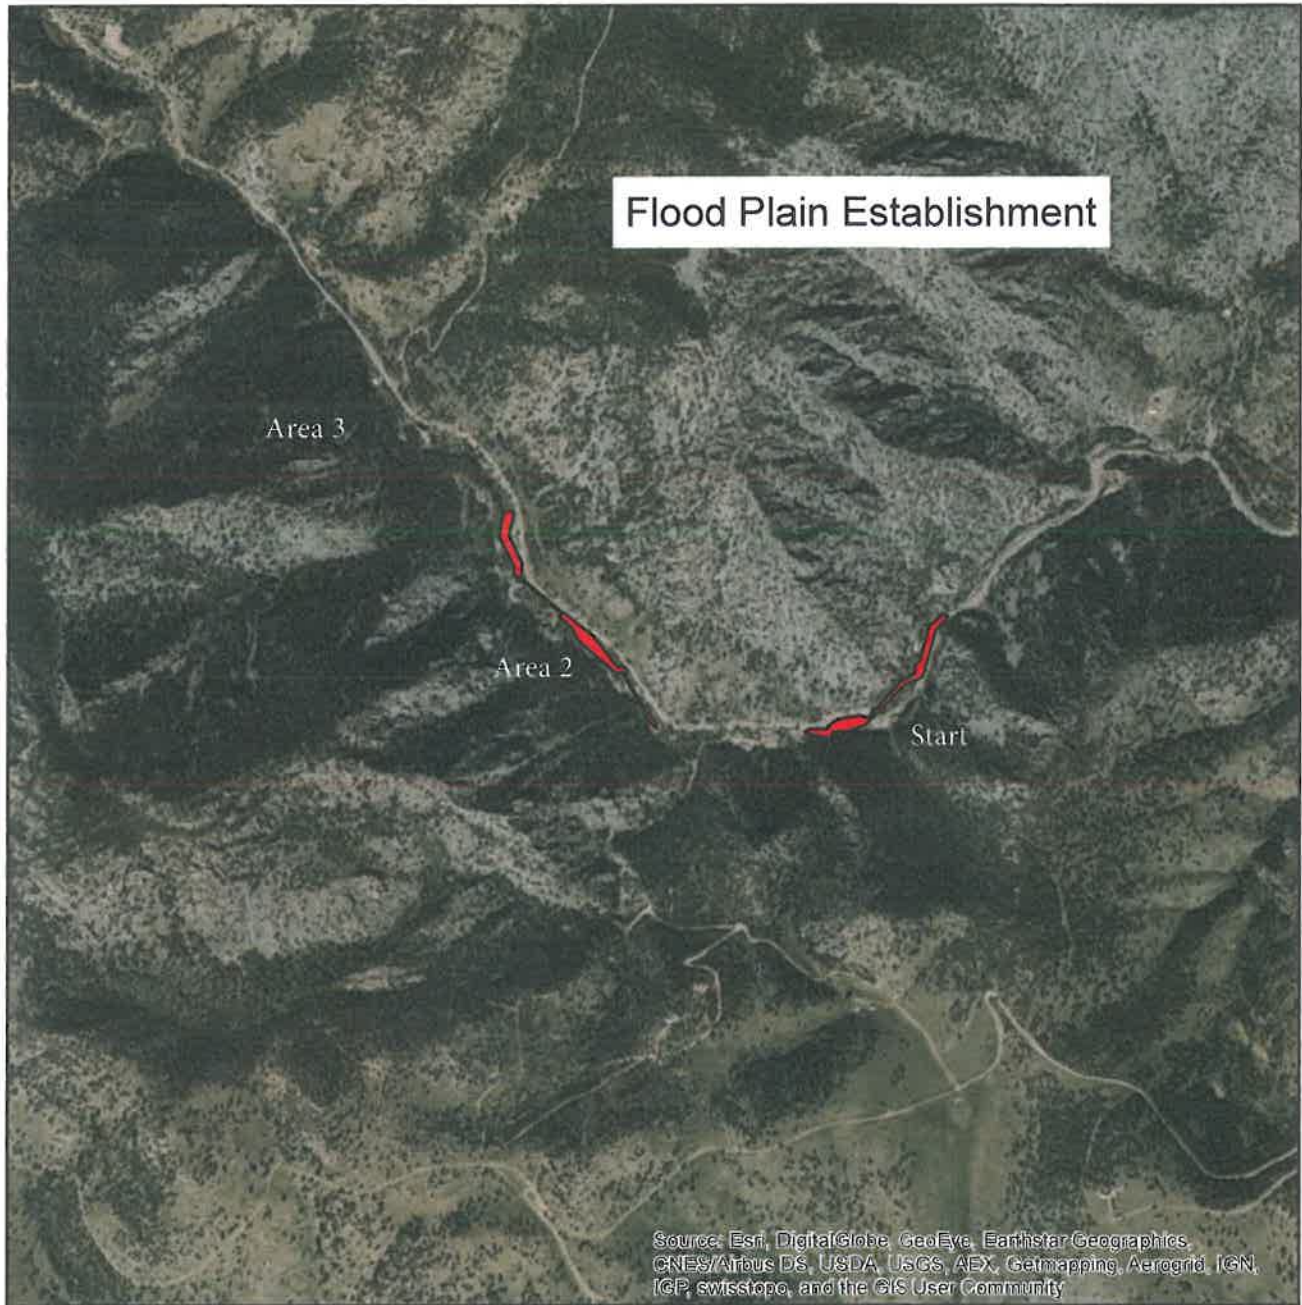 Flood Plain Establishment
Area 3
Area 2
Start
Source: Esri, DigitalGlobe, GeoEye, Earthstar Geographics,
CNES/Airbus DS, USDA, USGS, AEX, Getmapping, Aerogrid, IGN,
IGP, swisstopo, and the GIS User Community